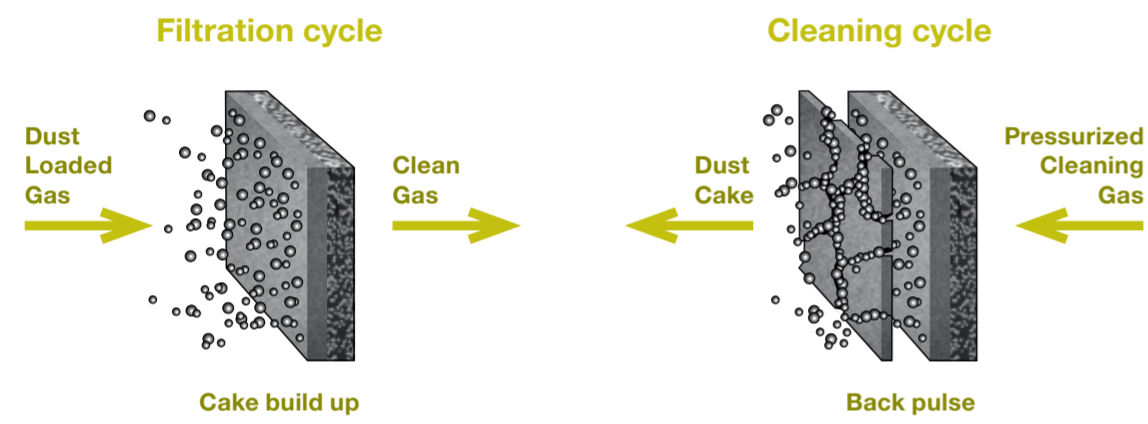 Filtration cycle
Dust
Loaded
Gas
Clean
Gas
Cake build up
Cleaning cycle
Dust
Cake
Pressurized
Cleaning
Gas
Back pulse